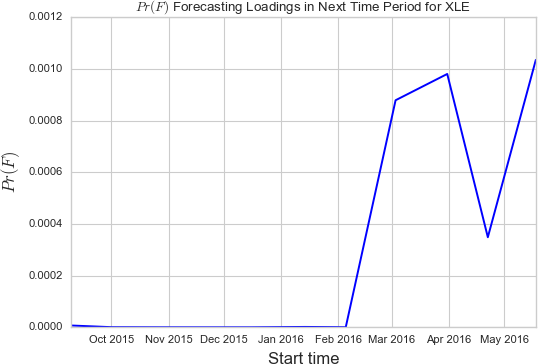 Pr(F) Forecasting Loadings in Next Time Period for XLE
0.0012
0.0010
0.0008
0.0006
0.0004
0.0002
0.0000
Pr(F)
Oct 2015 Nov 2015 Dec 2015 Jan 2016 Feb 2016 Mar 2016 Apr 2016 May 2016
Start time